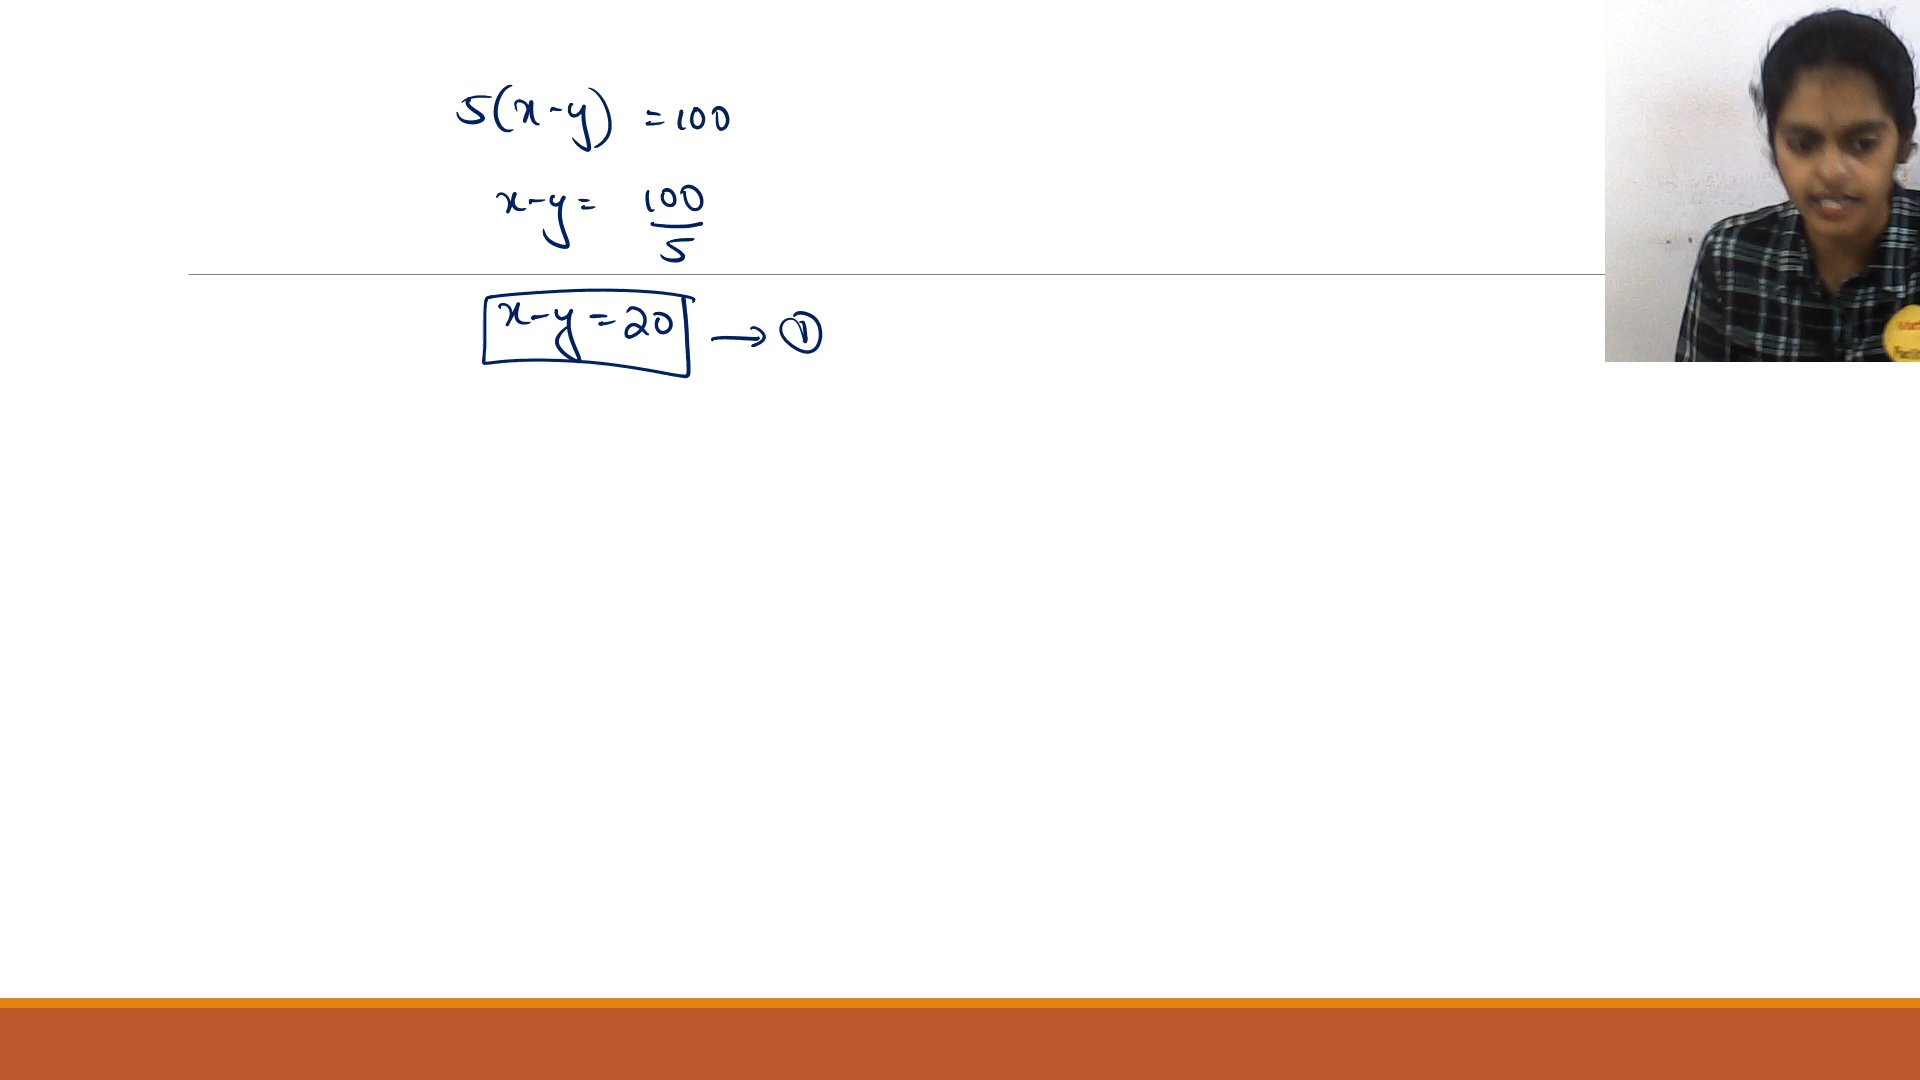 5(x-y) = 100
x-y = 100/5
x-y = 20 → ①